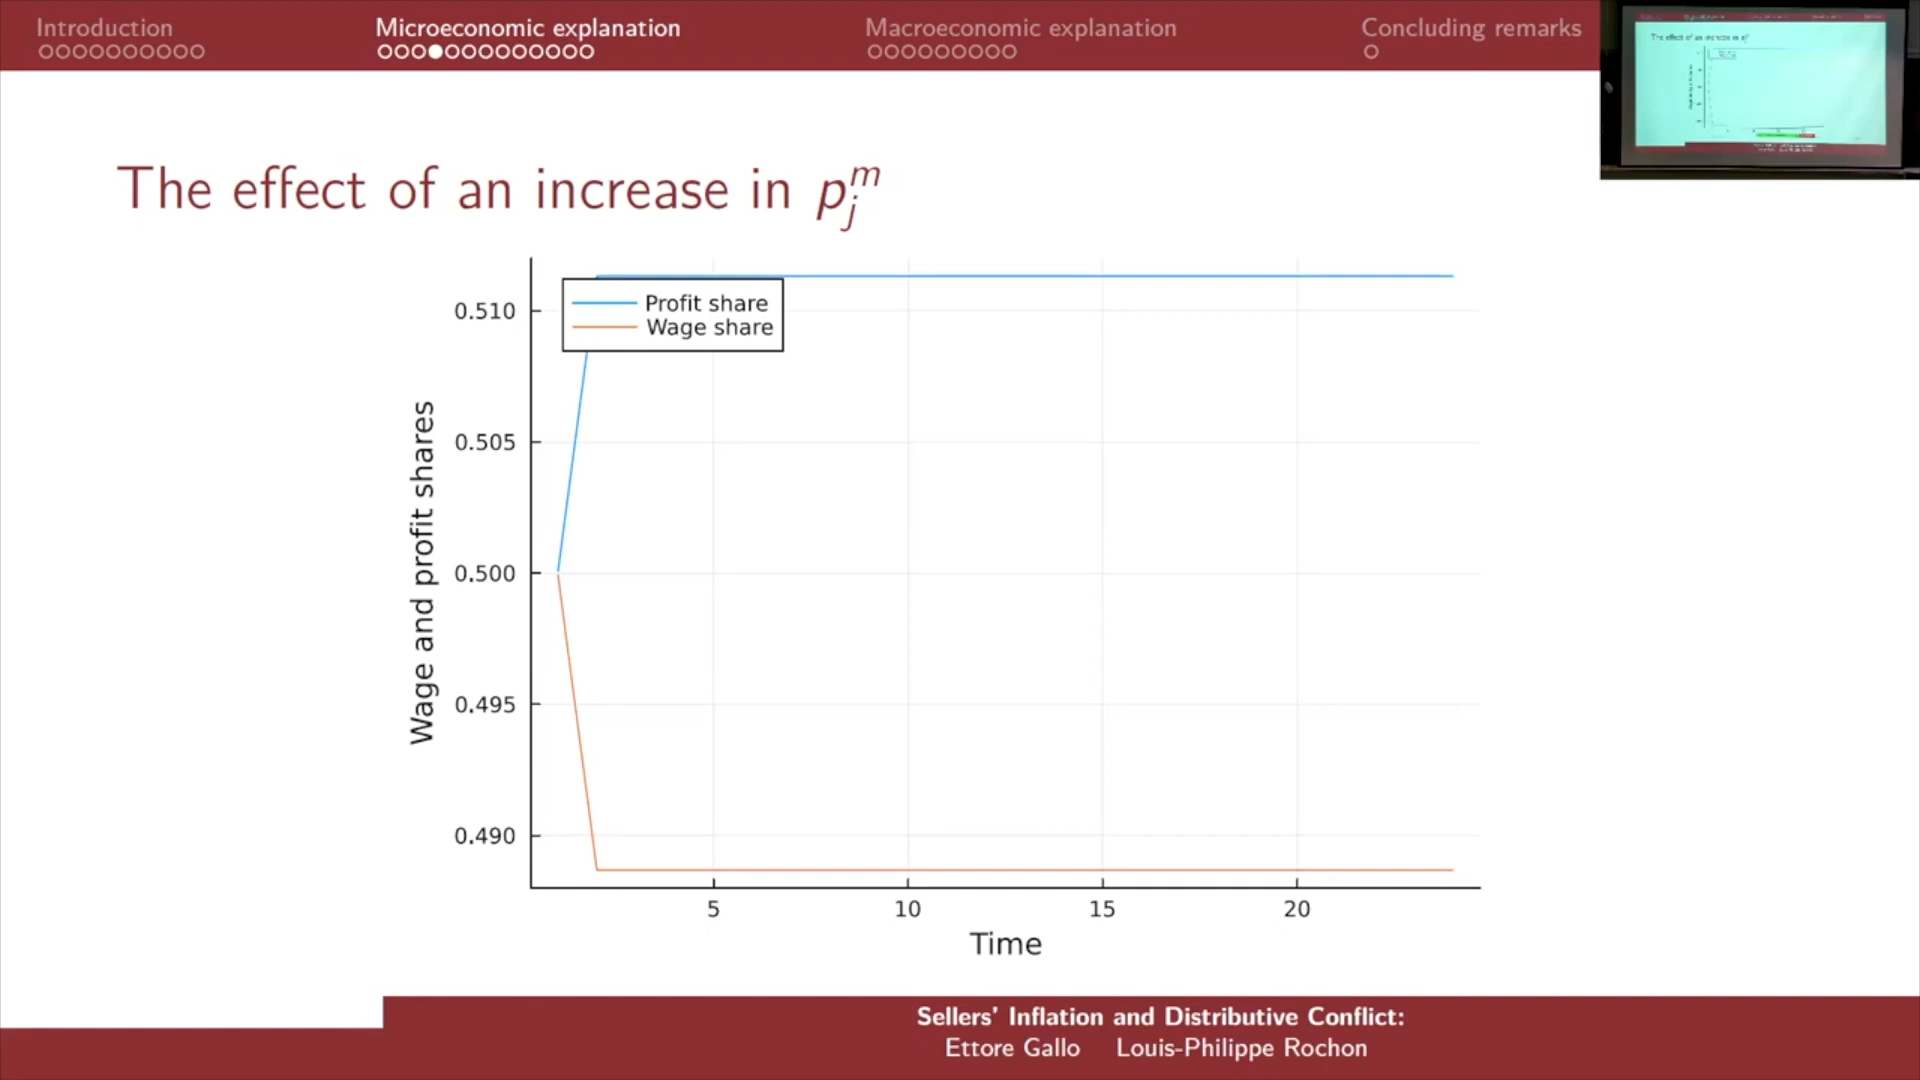 Introduction
Microeconomic explanation
Macroeconomic explanation
Concluding remarks
The effect of an increase in p_j^m
Profit share
Wage share
0.510
0.505
0.500
0.495
0.490
Wage and profit shares
5 10 15 20
Time
Sellers' Inflation and Distributive Conflict:
Ettore Gallo Louis-Philippe Rochon